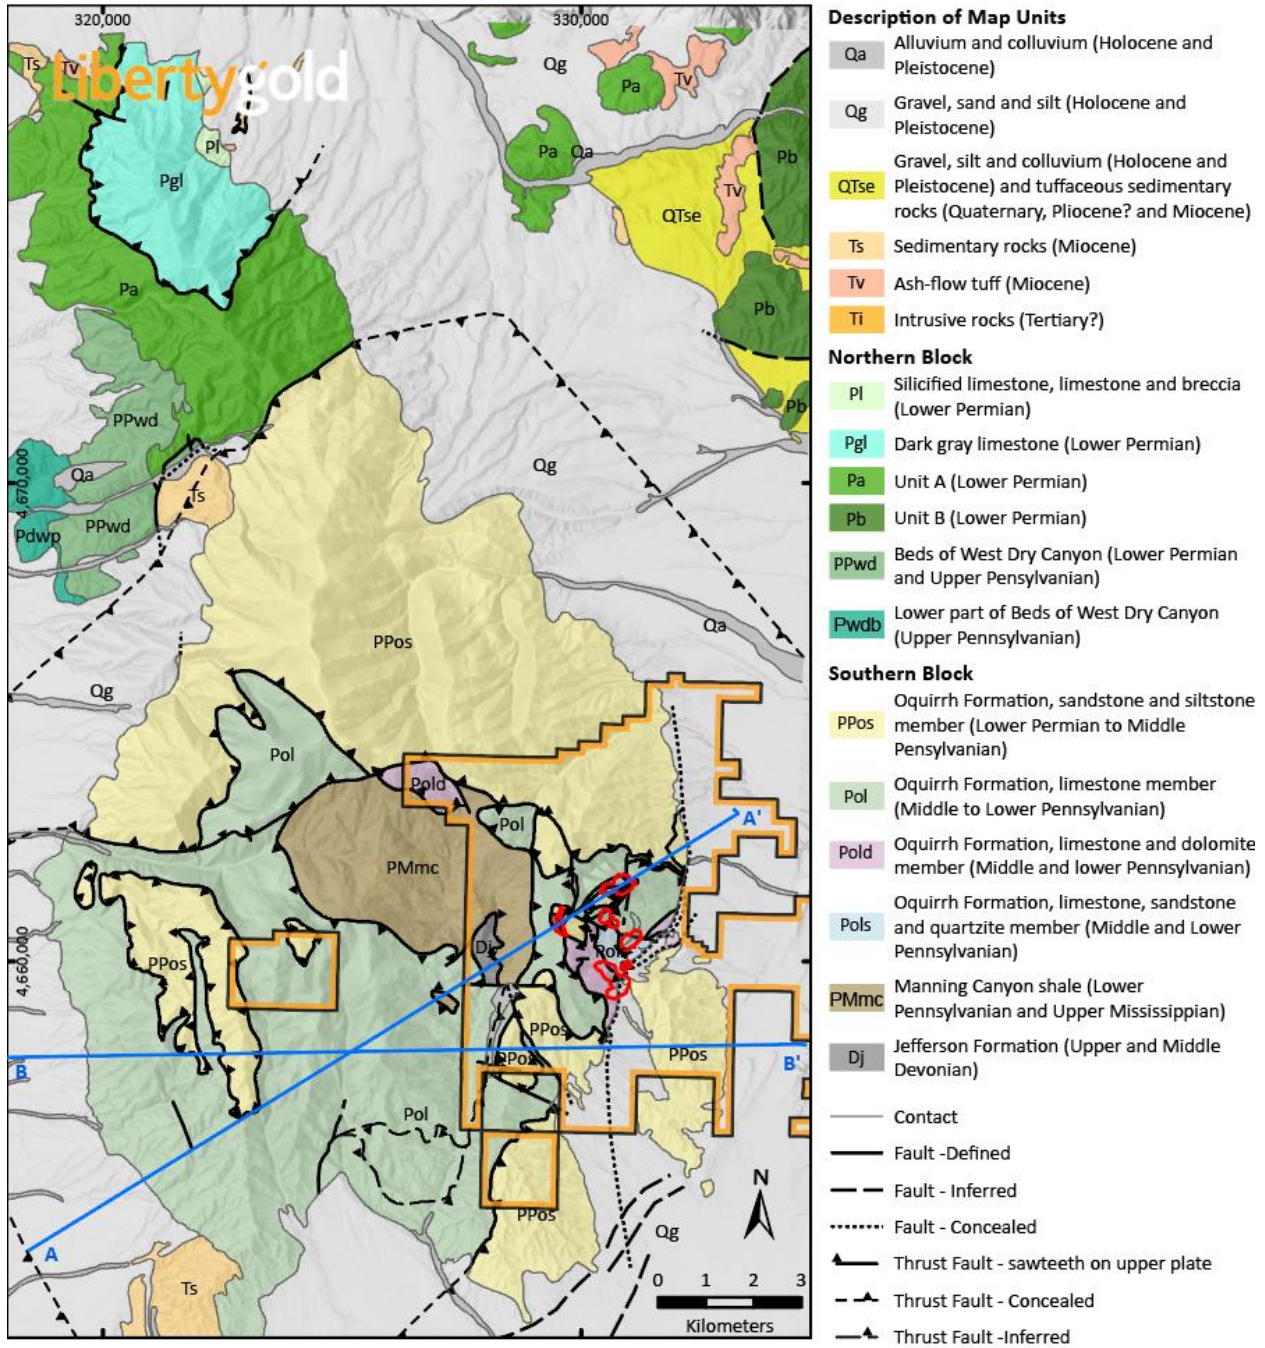 320,000
330,000
Ts
Tv
Libertygold
Qg
Pa
Tv
Pl
Pgl
Pa
Qa
Pb
Tv
QTse
Pa
Pb
PPwd
Pb
4,670,000
Qa
Ts
Qg
PPwd
Pdwp
Qa
PPos
Qg
Pol
Pold
Pol
A'
PMmc
Dj
4,660,000
PPos
PPos
PPos
PPos
B
B'
Pol
N
PPos
Qg
A
Ts
0 1 2 3
Kilometers
Description of Map Units
Qa Alluvium and colluvium (Holocene and
Pleistocene)
Qg Gravel, sand and silt (Holocene and
Pleistocene)
Gravel, silt and colluvium (Holocene and
QTse Pleistocene) and tuffaceous sedimentary
rocks (Quaternary, Pliocene? and Miocene)
Ts Sedimentary rocks (Miocene)
Tv Ash-flow tuff (Miocene)
Ti Intrusive rocks (Tertiary?)
Northern Block
Pl Silicified limestone, limestone and breccia
(Lower Permian)
Pgl Dark gray limestone (Lower Permian)
Pa Unit A (Lower Permian)
Pb Unit B (Lower Permian)
PPwd Beds of West Dry Canyon (Lower Permian
and Upper Pensylvanian)
Pwdb Lower part of Beds of West Dry Canyon
(Upper Pennsylvanian)
Southern Block
Oquirrh Formation, sandstone and siltstone
PPos member (Lower Permian to Middle
Pensylvanian)
Pol Oquirrh Formation, limestone member
(Middle to Lower Pennsylvanian)
Pold Oquirrh Formation, limestone and dolomite
member (Middle and lower Pennsylvanian)
Oquirrh Formation, limestone, sandstone
Pols and quartzite member (Middle and Lower
Pennsylvanian)
PMmc Manning Canyon shale (Lower
Pennsylvanian and Upper Mississippian)
Dj Jefferson Formation (Upper and Middle
Devonian)
Contact
Fault -Defined
Fault - Inferred
Fault - Concealed
Thrust Fault - sawteeth on upper plate
Thrust Fault - Concealed
Thrust Fault -Inferred